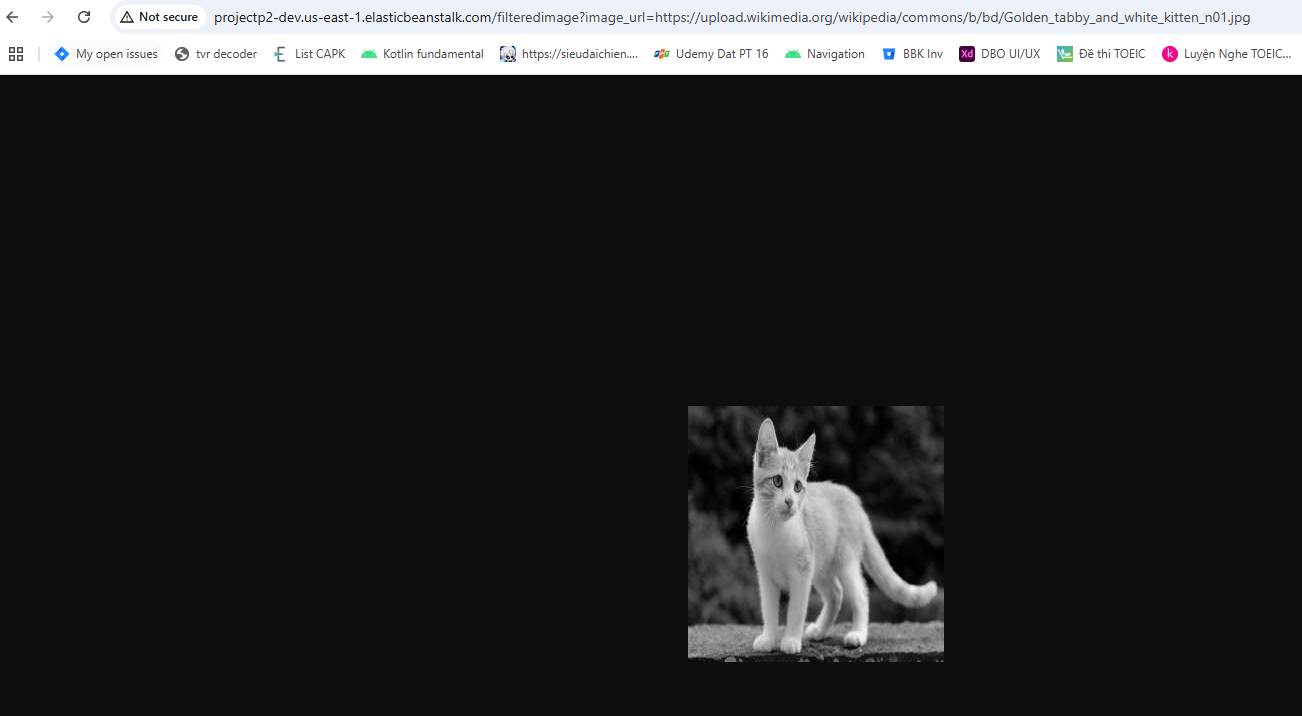 Not secure projectp2-dev.us-east-1.elasticbeanstalk.com/filteredimage?image_url=https://upload.wikimedia.org/wikipedia/commons/b/bd/Golden_tabby_and_white_kitten_n01.jpg
My open issues tvr decoder List CAPK Kotlin fundamental https://sieudaichien.... Udemy Dat PT 16 Navigation BBK Inv Xd DBO UI/UX Đề thi TOEIC k Luyện Nghe TOEIC...